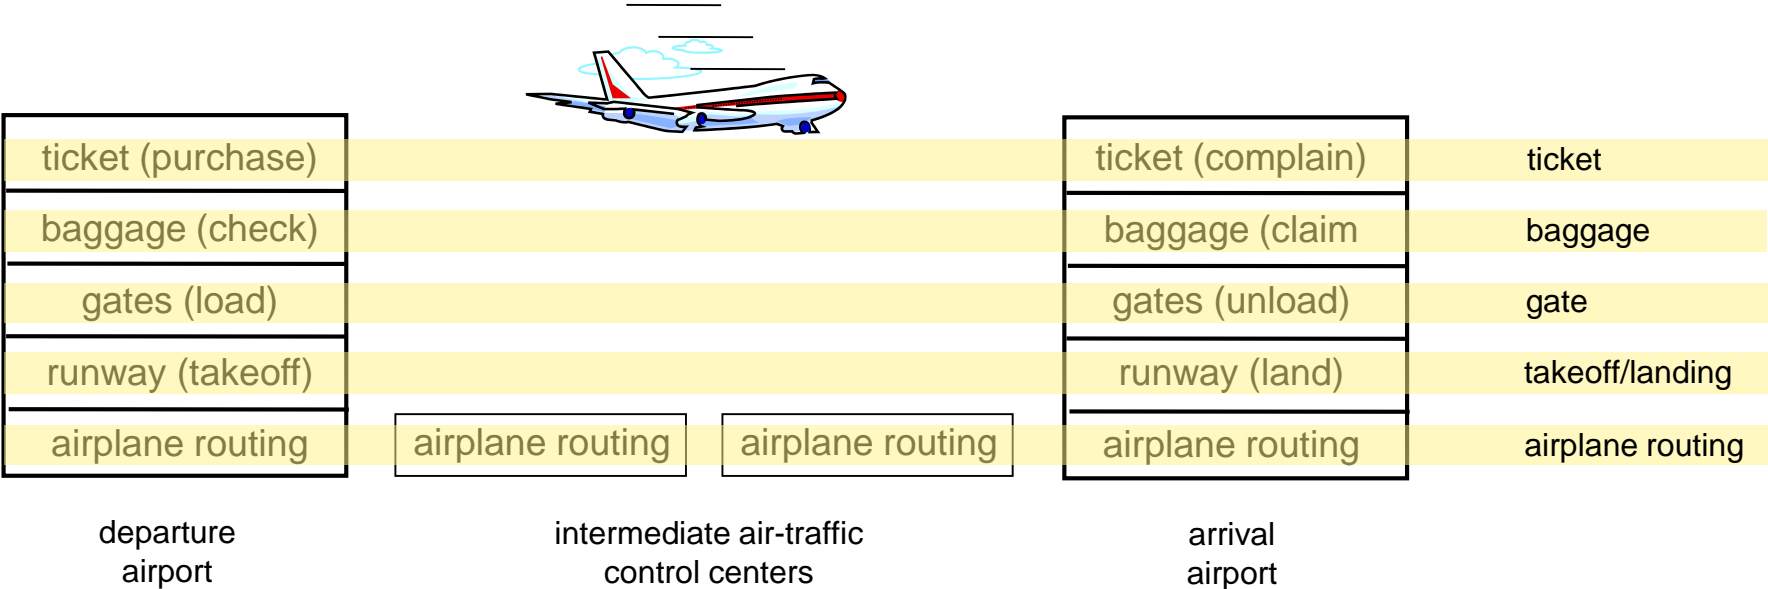 ticket (purchase) ticket (complain) ticket
baggage (check) baggage (claim baggage
gates (load) gates (unload) gate
runway (takeoff) runway (land) takeoff/landing
airplane routing airplane routing airplane routing airplane routing airplane routing
departure
airport
intermediate air-traffic
control centers
arrival
airport